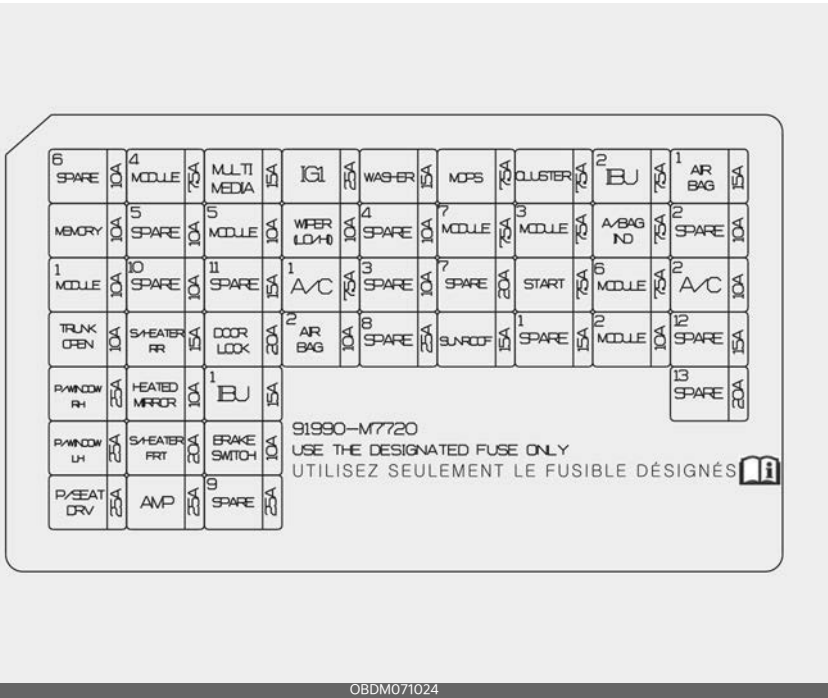 6 SPARE 10A 4 MODULE 7.5A MULTI MEDIA 15A IG1 25A WASHER 15A MDPS 7.5A CLUSTER 7.5A 2 IBU 7.5A 1 AIR BAG 15A
MEMORY 10A 5 SPARE 10A 5 MODULE 10A WIPER (LO/HI) 10A 4 SPARE 10A 7 MODULE 7.5A 3 MODULE 7.5A A/BAG IND 7.5A 2 SPARE 10A
1 MODULE 10A 10 SPARE 10A 11 SPARE 15A 1 A/C 7.5A 3 SPARE 10A 7 SPARE 20A START 7.5A 6 MODULE 7.5A 2 A/C 10A
TRUNK OPEN 10A S/HEATER RR 15A DOOR LOCK 20A 2 AIR BAG 10A 8 SPARE 25A SUNROOF 15A 1 SPARE 15A 2 MODULE 10A 12 SPARE 15A
P/WINDOW RH 25A HEATED MIRROR 10A 1 IBU 15A 13 SPARE 20A
P/WINDOW LH 25A S/HEATER FRT 20A BRAKE SWITCH 10A
P/SEAT DRV 25A AMP 25A 9 SPARE 25A
91990-M7720
USE THE DESIGNATED FUSE ONLY
UTILISEZ SEULEMENT LE FUSIBLE DÉSIGNÉS
OBDM071024